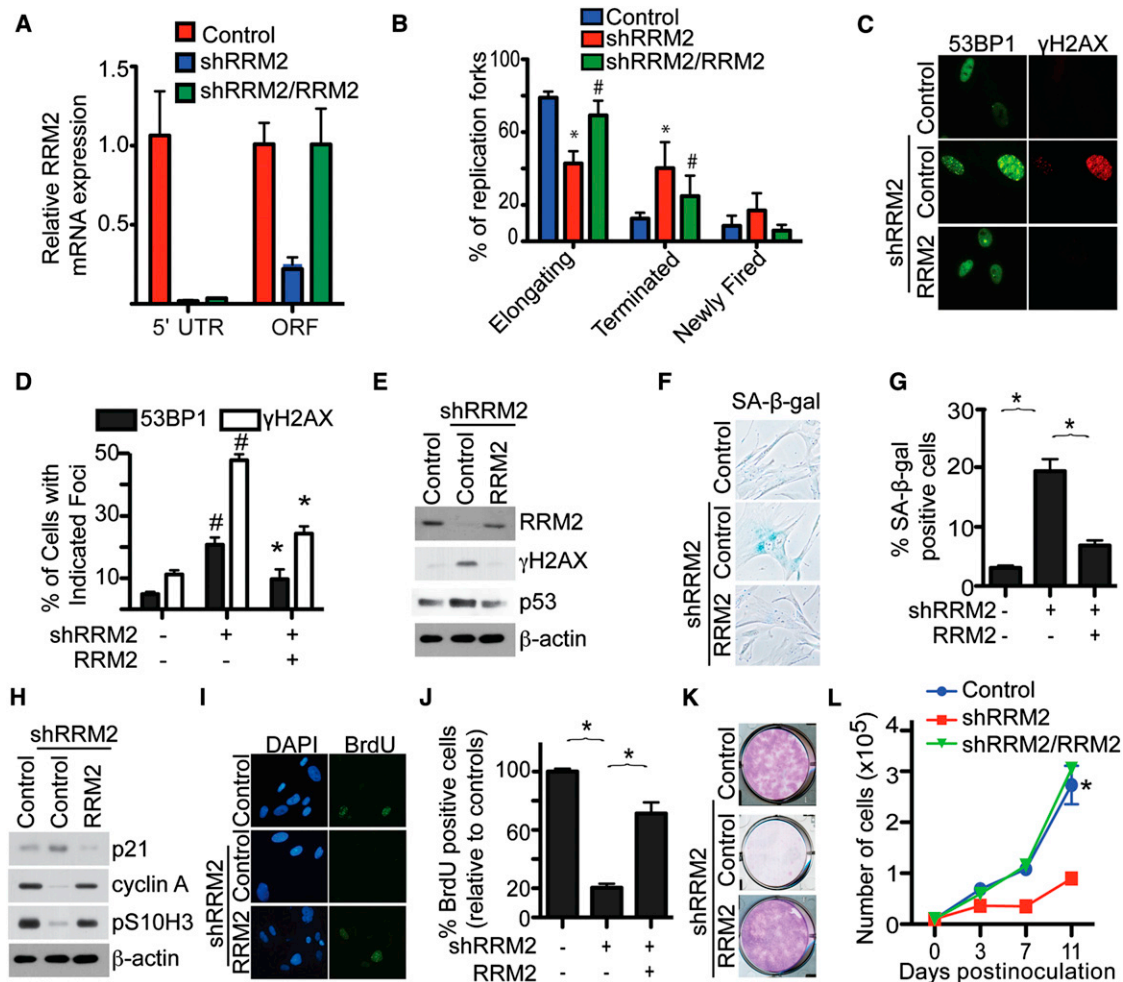 A
Control
shRRM2
shRRM2/RRM2
Relative RRM2
mRNA expression
1.5
1.0
0.5
5' UTR
ORF
B
Control
shRRM2
shRRM2/RRM2
% of replication forks
80
60
40
20
0
#
*
*
#
Elongating
Terminated
Newly Fired
C
53BP1 γH2AX
Control
Control
RRM2
shRRM2
D
53BP1 γH2AX
% of Cells with
Indicated Foci
50
30
10
#
#
*
*
shRRM2 - + +
RRM2 - - +
E
shRRM2
Control
Control
RRM2
RRM2
γH2AX
p53
β-actin
F
SA-β-gal
Control
Control
RRM2
shRRM2
G
% SA-β-gal
positive cells
30
20
10
0
*
*
shRRM2 - + +
RRM2 - - +
H
shRRM2
Control
Control
RRM2
p21
cyclin A
pS10H3
β-actin
I
DAPI BrdU
Control
Control
RRM2
shRRM2
J
% BrdU positive cells
(relative to controls)
100
60
20
0
*
*
shRRM2 - + +
RRM2 - - +
K
Control
Control
RRM2
shRRM2
L
Control
shRRM2
shRRM2/RRM2
Number of cells (x10⁵)
3
2
1
0
*
0 3 7 11
Days postinoculation